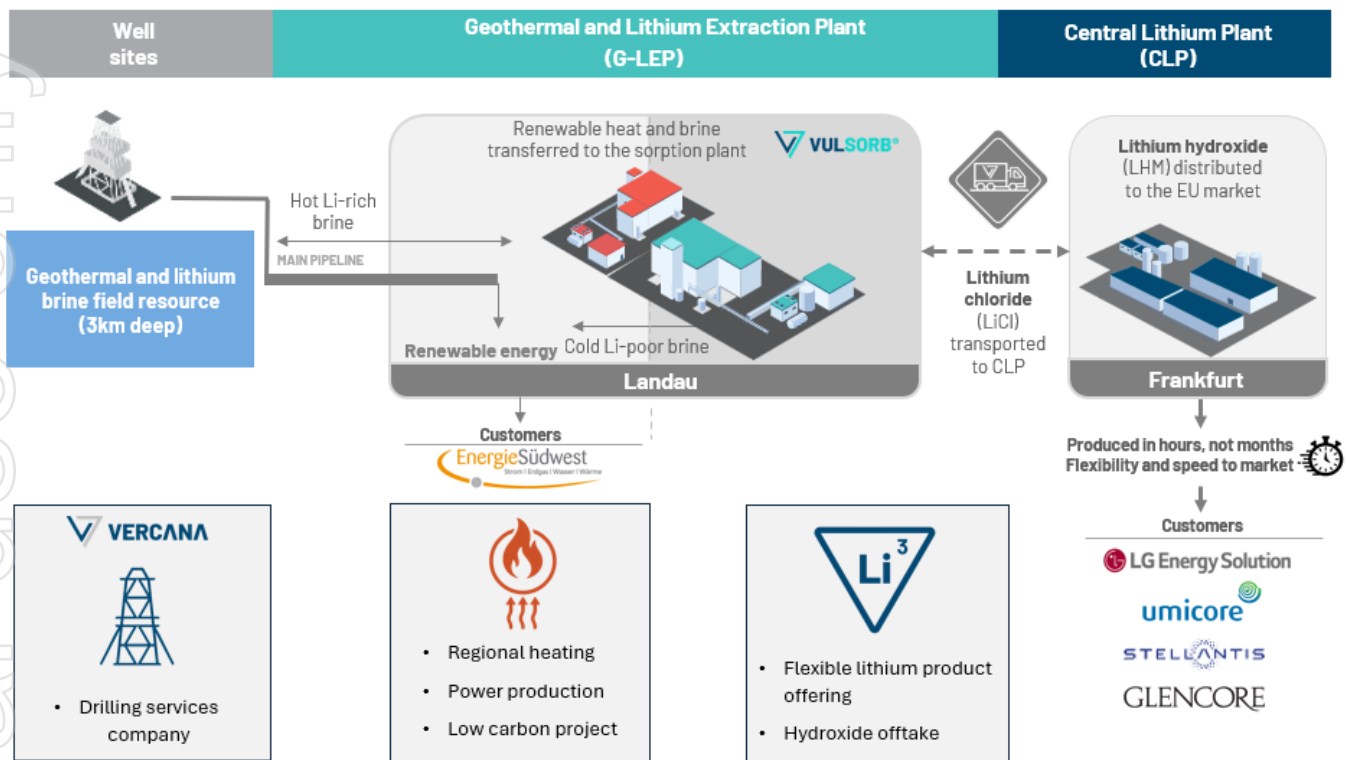 Well
sites
Geothermal and Lithium Extraction Plant
(G-LEP)
Central Lithium Plant
(CLP)
Renewable heat and brine
transferred to the sorption plant
VULSORB®
Hot Li-rich
brine
MAIN PIPELINE
Geothermal and lithium
brine field resource
(3km deep)
Renewable energy
Cold Li-poor brine
Landau
Lithium
chloride
(LiCl)
transported
to CLP
Lithium hydroxide
(LHM) distributed
to the EU market
Frankfurt
Customers
EnergieSüdwest
Strom I Erdgas I Wasser I Wärme
Produced in hours, not months
Flexibility and speed to market
Customers
LG Energy Solution
umicore
STELLANTIS
GLENCORE
VERCANA
• Drilling services
company
• Regional heating
• Power production
• Low carbon project
Li 3
• Flexible lithium product
offering
• Hydroxide offtake